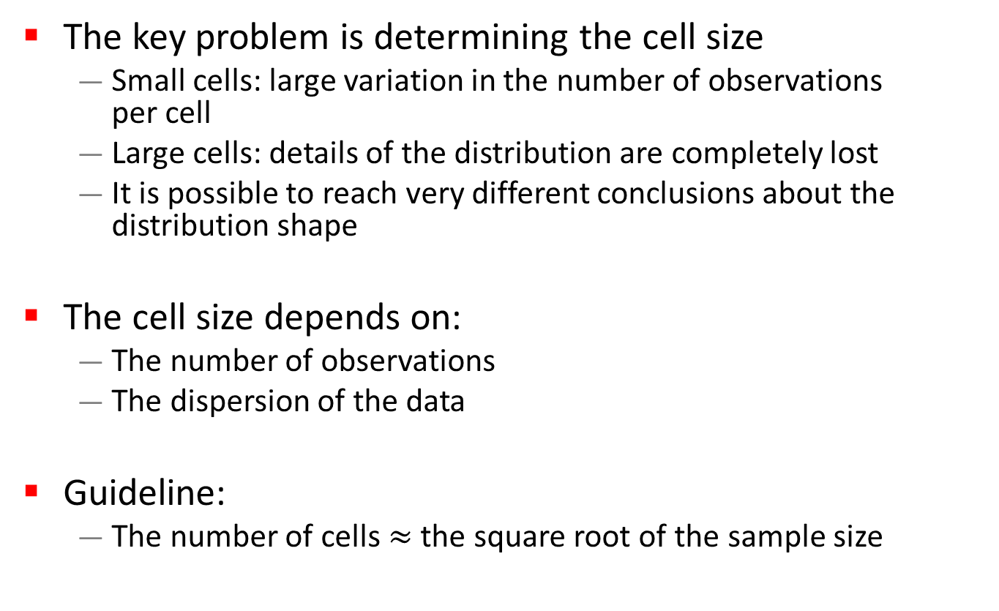 ▪ The key problem is determining the cell size
— Small cells: large variation in the number of observations
per cell
— Large cells: details of the distribution are completely lost
— It is possible to reach very different conclusions about the
distribution shape
▪ The cell size depends on:
— The number of observations
— The dispersion of the data
▪ Guideline:
— The number of cells ≈ the square root of the sample size